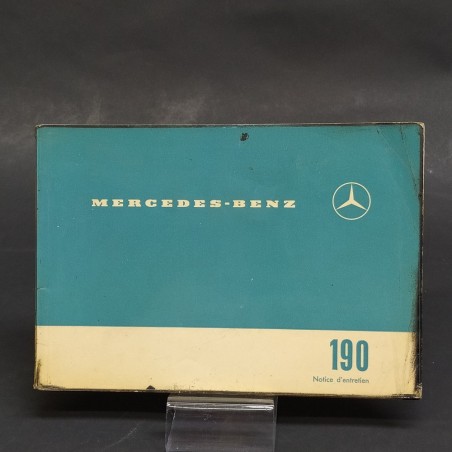 MERCEDES-BENZ
190
Notice d'entretien